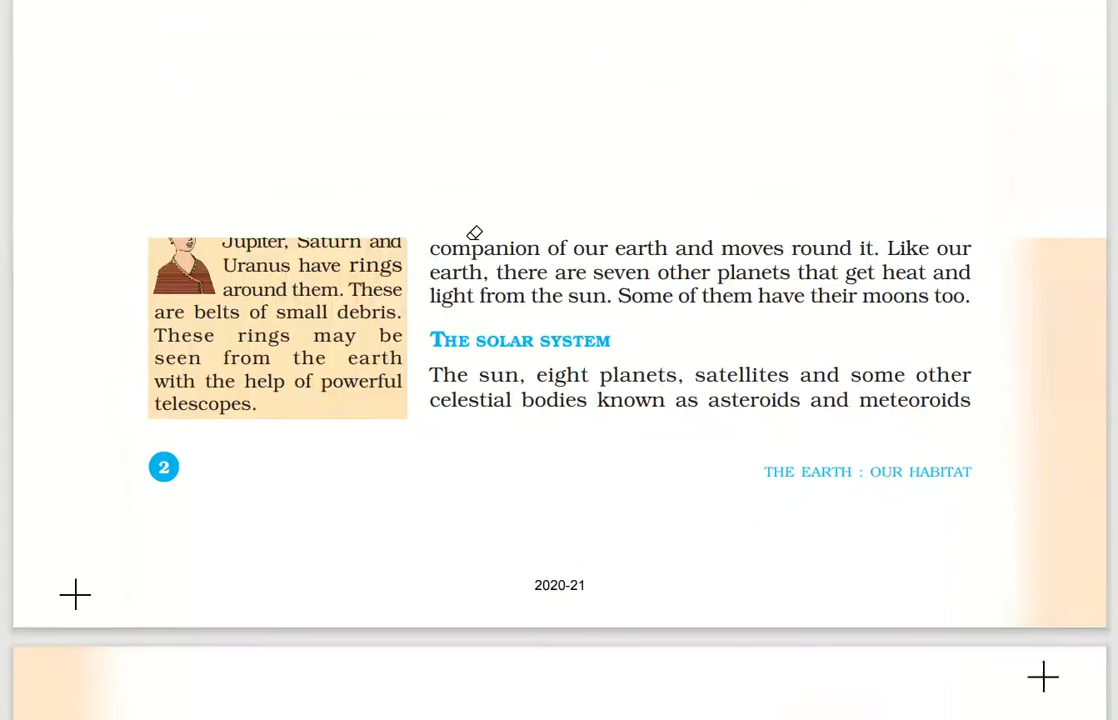 Jupiter, Saturn and
Uranus have rings
around them. These
are belts of small debris.
These rings may be
seen from the earth
with the help of powerful
telescopes.
companion of our earth and moves round it. Like our
earth, there are seven other planets that get heat and
light from the sun. Some of them have their moons too.
THE SOLAR SYSTEM
The sun, eight planets, satellites and some other
celestial bodies known as asteroids and meteoroids
2
THE EARTH : OUR HABITAT
2020-21